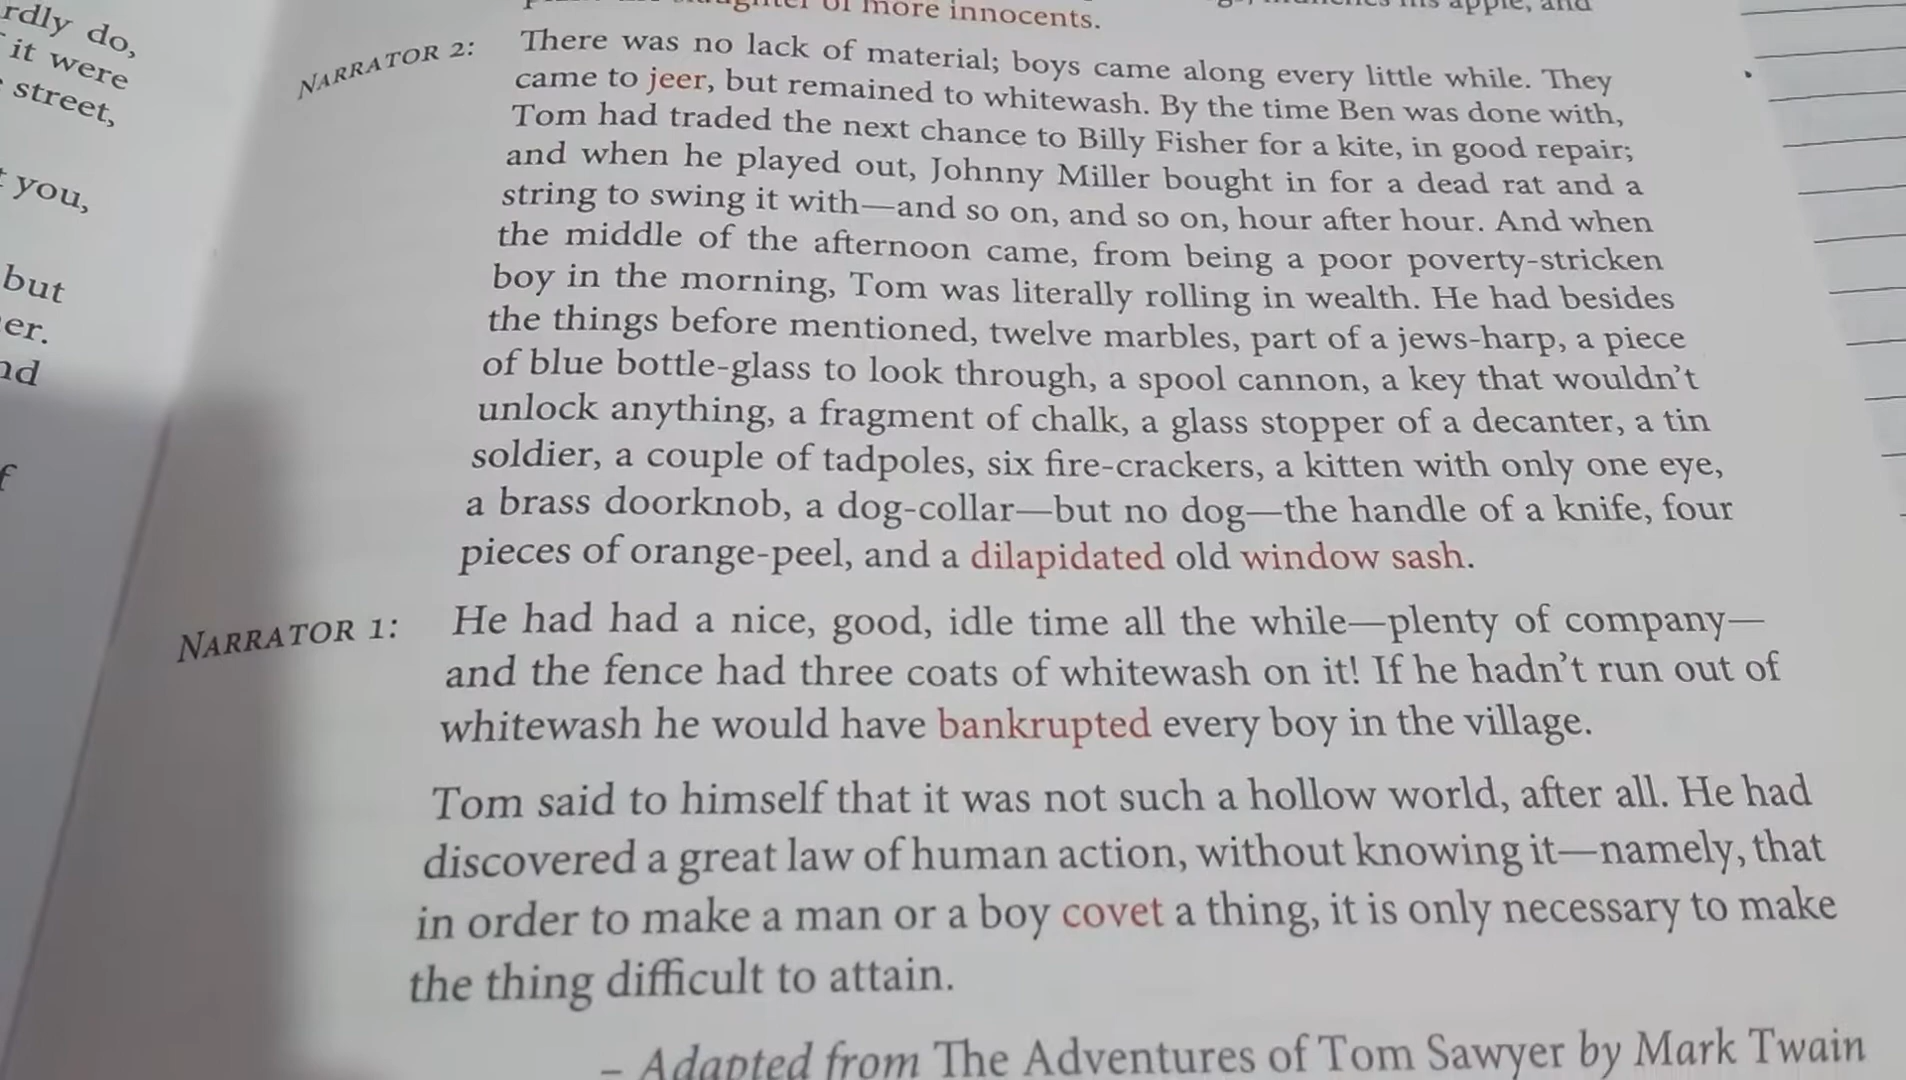 rdly do,
it were
street,
you,
but
er.
nd
f
of more innocents.
his apple, and
NARRATOR 2: There was no lack of material; boys came along every little while. They
came to jeer, but remained to whitewash. By the time Ben was done with,
Tom had traded the next chance to Billy Fisher for a kite, in good repair;
and when he played out, Johnny Miller bought in for a dead rat and a
string to swing it with—and so on, and so on, hour after hour. And when
the middle of the afternoon came, from being a poor poverty-stricken
boy in the morning, Tom was literally rolling in wealth. He had besides
the things before mentioned, twelve marbles, part of a jews-harp, a piece
of blue bottle-glass to look through, a spool cannon, a key that wouldn't
unlock anything, a fragment of chalk, a glass stopper of a decanter, a tin
soldier, a couple of tadpoles, six fire-crackers, a kitten with only one eye,
a brass doorknob, a dog-collar—but no dog—the handle of a knife, four
pieces of orange-peel, and a dilapidated old window sash.
NARRATOR 1: He had had a nice, good, idle time all the while—plenty of company—
and the fence had three coats of whitewash on it! If he hadn't run out of
whitewash he would have bankrupted every boy in the village.
Tom said to himself that it was not such a hollow world, after all. He had
discovered a great law of human action, without knowing it—namely, that
in order to make a man or a boy covet a thing, it is only necessary to make
the thing difficult to attain.
– Adapted from The Adventures of Tom Sawyer by Mark Twain